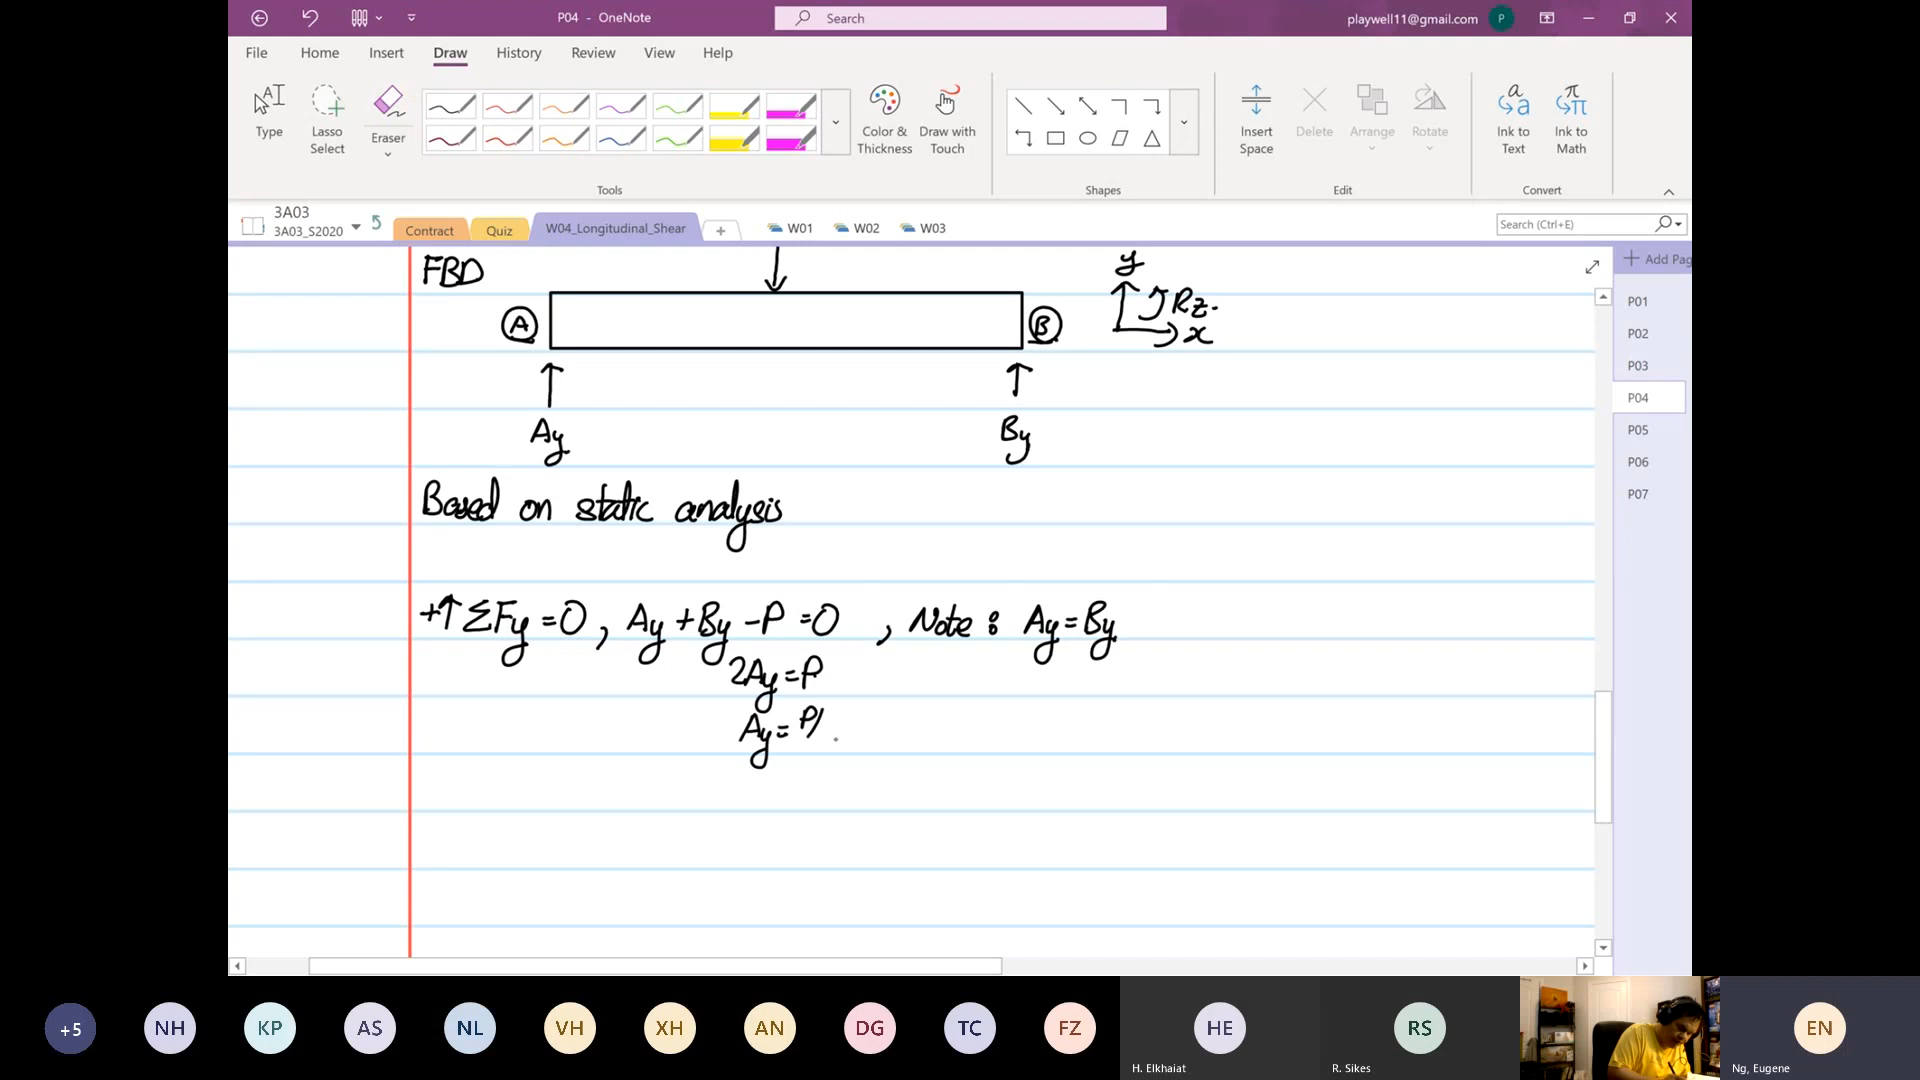 P04 - OneNote
Search
playwell11@gmail.com
P
File Home Insert Draw History Review View Help
Type
Lasso Select
Eraser
Color & Thickness
Draw with Touch
Insert Space
Delete
Arrange
Rotate
Ink to Text
Ink to Math
Tools
Shapes
Edit
Convert
3A03
3A03_S2020
Contract
Quiz
W04_Longitudinal_Shear
W01
W02
W03
Search (Ctrl+E)
Add Pag
P01
P02
P03
P04
P05
P06
P07
FBD
y
A
B
Rz.
x
Ay
By
Based on static analysis
+↑ΣFy=0, Ay+By-P=0 , Note: Ay=By
2Ay=P
Ay=P/
+5 NH KP AS NL VH XH AN DG TC FZ HE RS EN
H. Elkhaiat
R. Sikes
Ng, Eugene